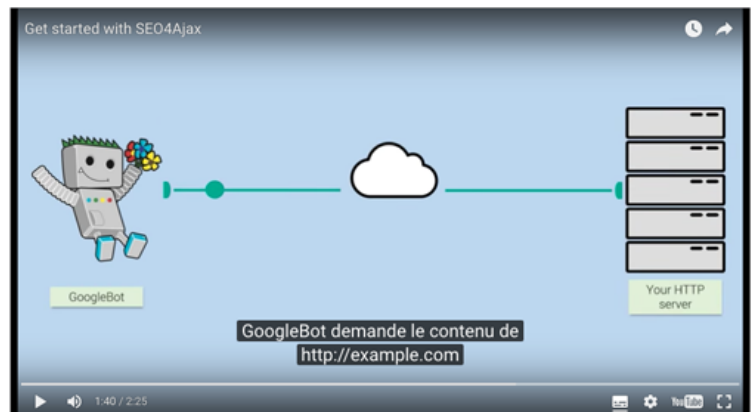 Get started with SEO4Ajax
GoogleBot
Your HTTP
server
GoogleBot demande le contenu de
http://example.com
1:40 / 2:25
YouTube